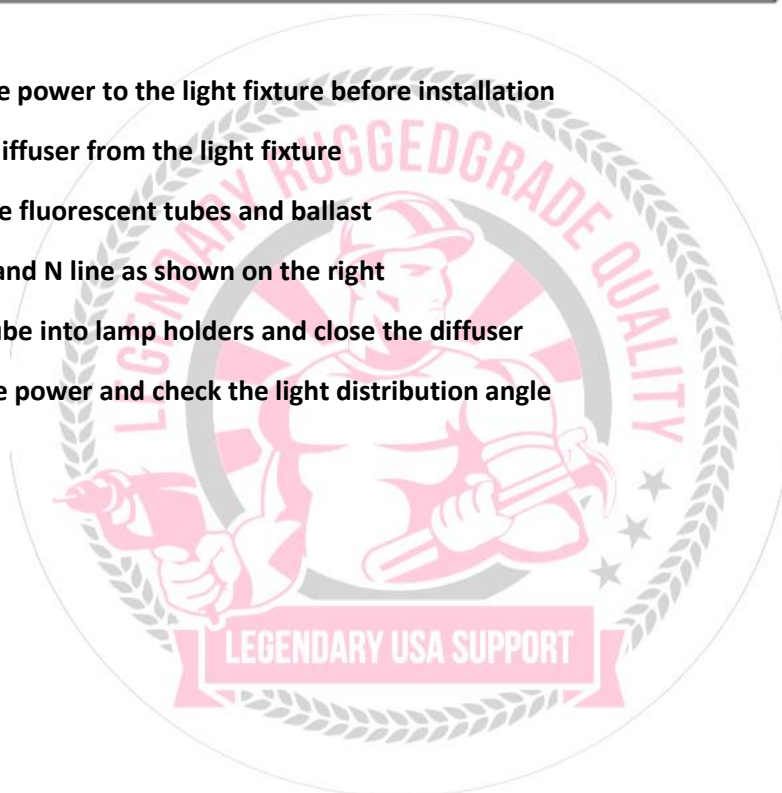 e power to the light fixture before installation
iffuser from the light fixture
e fluorescent tubes and ballast
and N line as shown on the right
ube into lamp holders and close the diffuser
e power and check the light distribution angle
LEGENDARY RUGGEDGRADE QUALITY
LEGENDARY USA SUPPORT